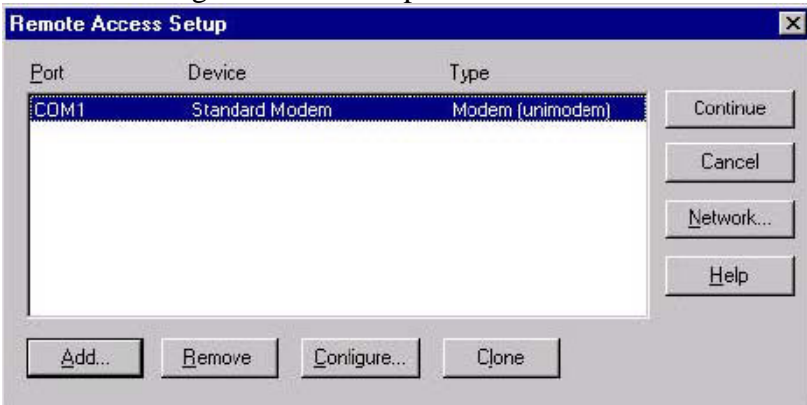 Remote Access Setup
Port Device Type
COM1 Standard Modem Modem (unimodem)
Continue
Cancel
Network...
Help
Add... Remove Configure... Clone